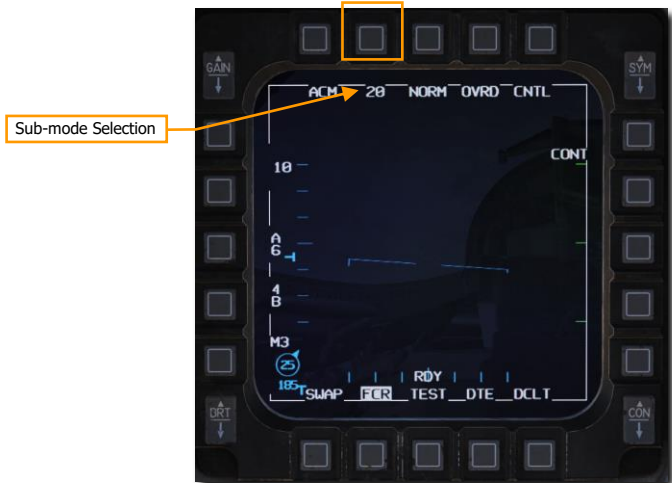 GAIN
SYM
ACM 20 NORM OVRD CNTL
Sub-mode Selection
CONT
10
A
6
4
B
M3
25
185
RDY
SWAP FCR TEST DTE DCLT
BRT
CON